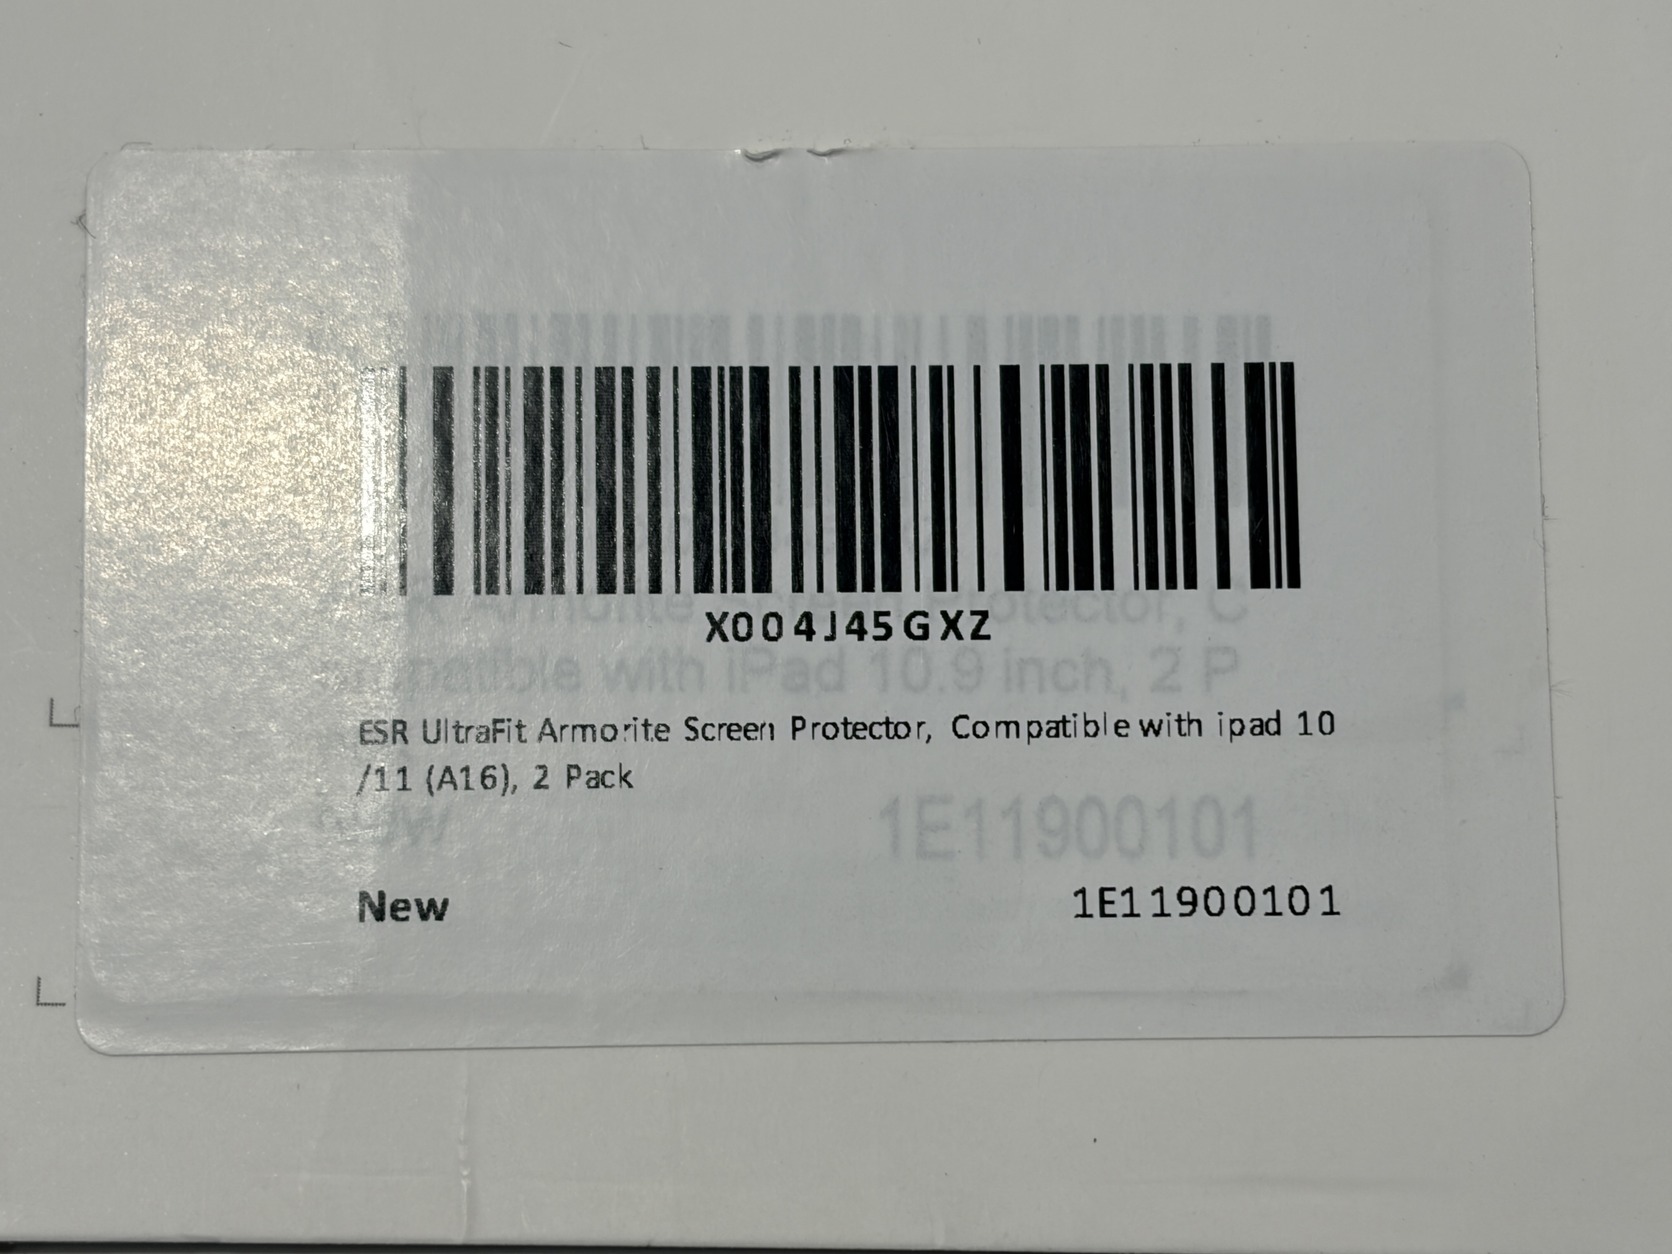 X004J45GXZ
ESR UltraFit Armorite Screen Protector, Compatible with ipad 10
/11 (A16), 2 Pack
New 1E11900101